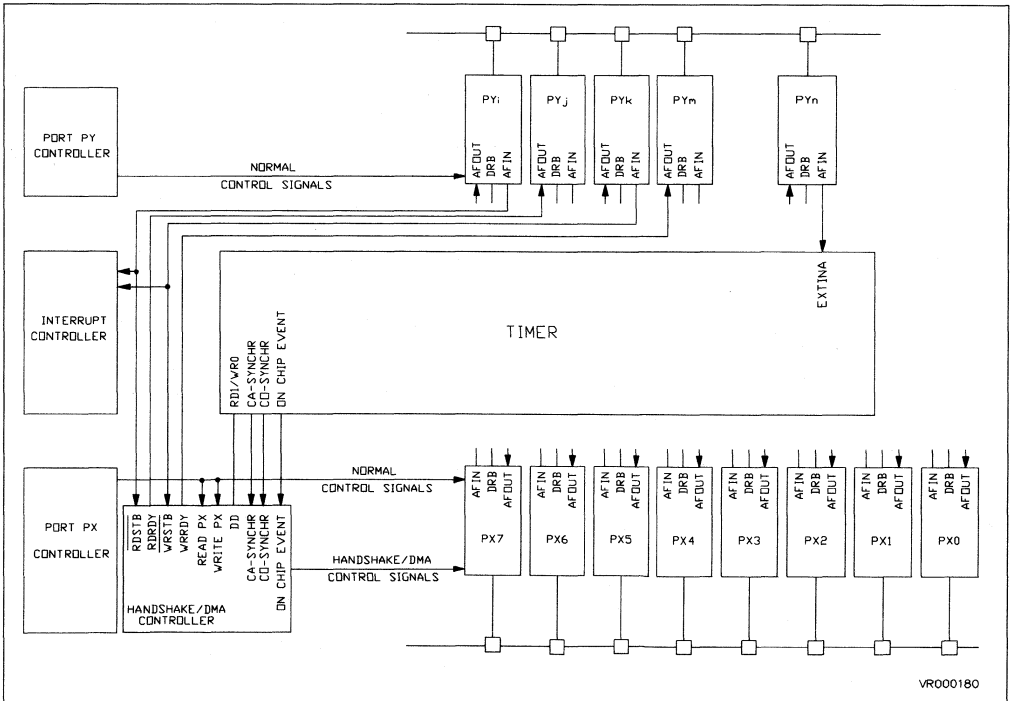 PYi
PYj
PYk
PYm
PYn
AFOUT
DRB
AFIN
AFOUT
DRB
AFIN
AFOUT
DRB
AFIN
AFOUT
DRB
AFIN
AFOUT
DRB
AFIN
PORT PY
CONTROLLER
NORMAL
CONTROL SIGNALS
INTERRUPT
CONTROLLER
EXTINA
TIMER
RD1/WR0
CA-SYNCHR
CO-SYNCHR
ON CHIP EVENT
NORMAL
CONTROL SIGNALS
PORT PX
CONTROLLER
RDSTB
RDRDY
WRSTB
WRRDY
READ PX
WRITE PX
DD
CA-SYNCHR
CO-SYNCHR
ON CHIP EVENT
HANDSHAKE/DMA
CONTROLLER
HANDSHAKE/DMA
CONTROL SIGNALS
AFIN
DRB
AFOUT
AFIN
DRB
AFOUT
AFIN
DRB
AFOUT
AFIN
DRB
AFOUT
AFIN
DRB
AFOUT
AFIN
DRB
AFOUT
AFIN
DRB
AFOUT
AFIN
DRB
AFOUT
PX7
PX6
PX5
PX4
PX3
PX2
PX1
PX0
VR000180